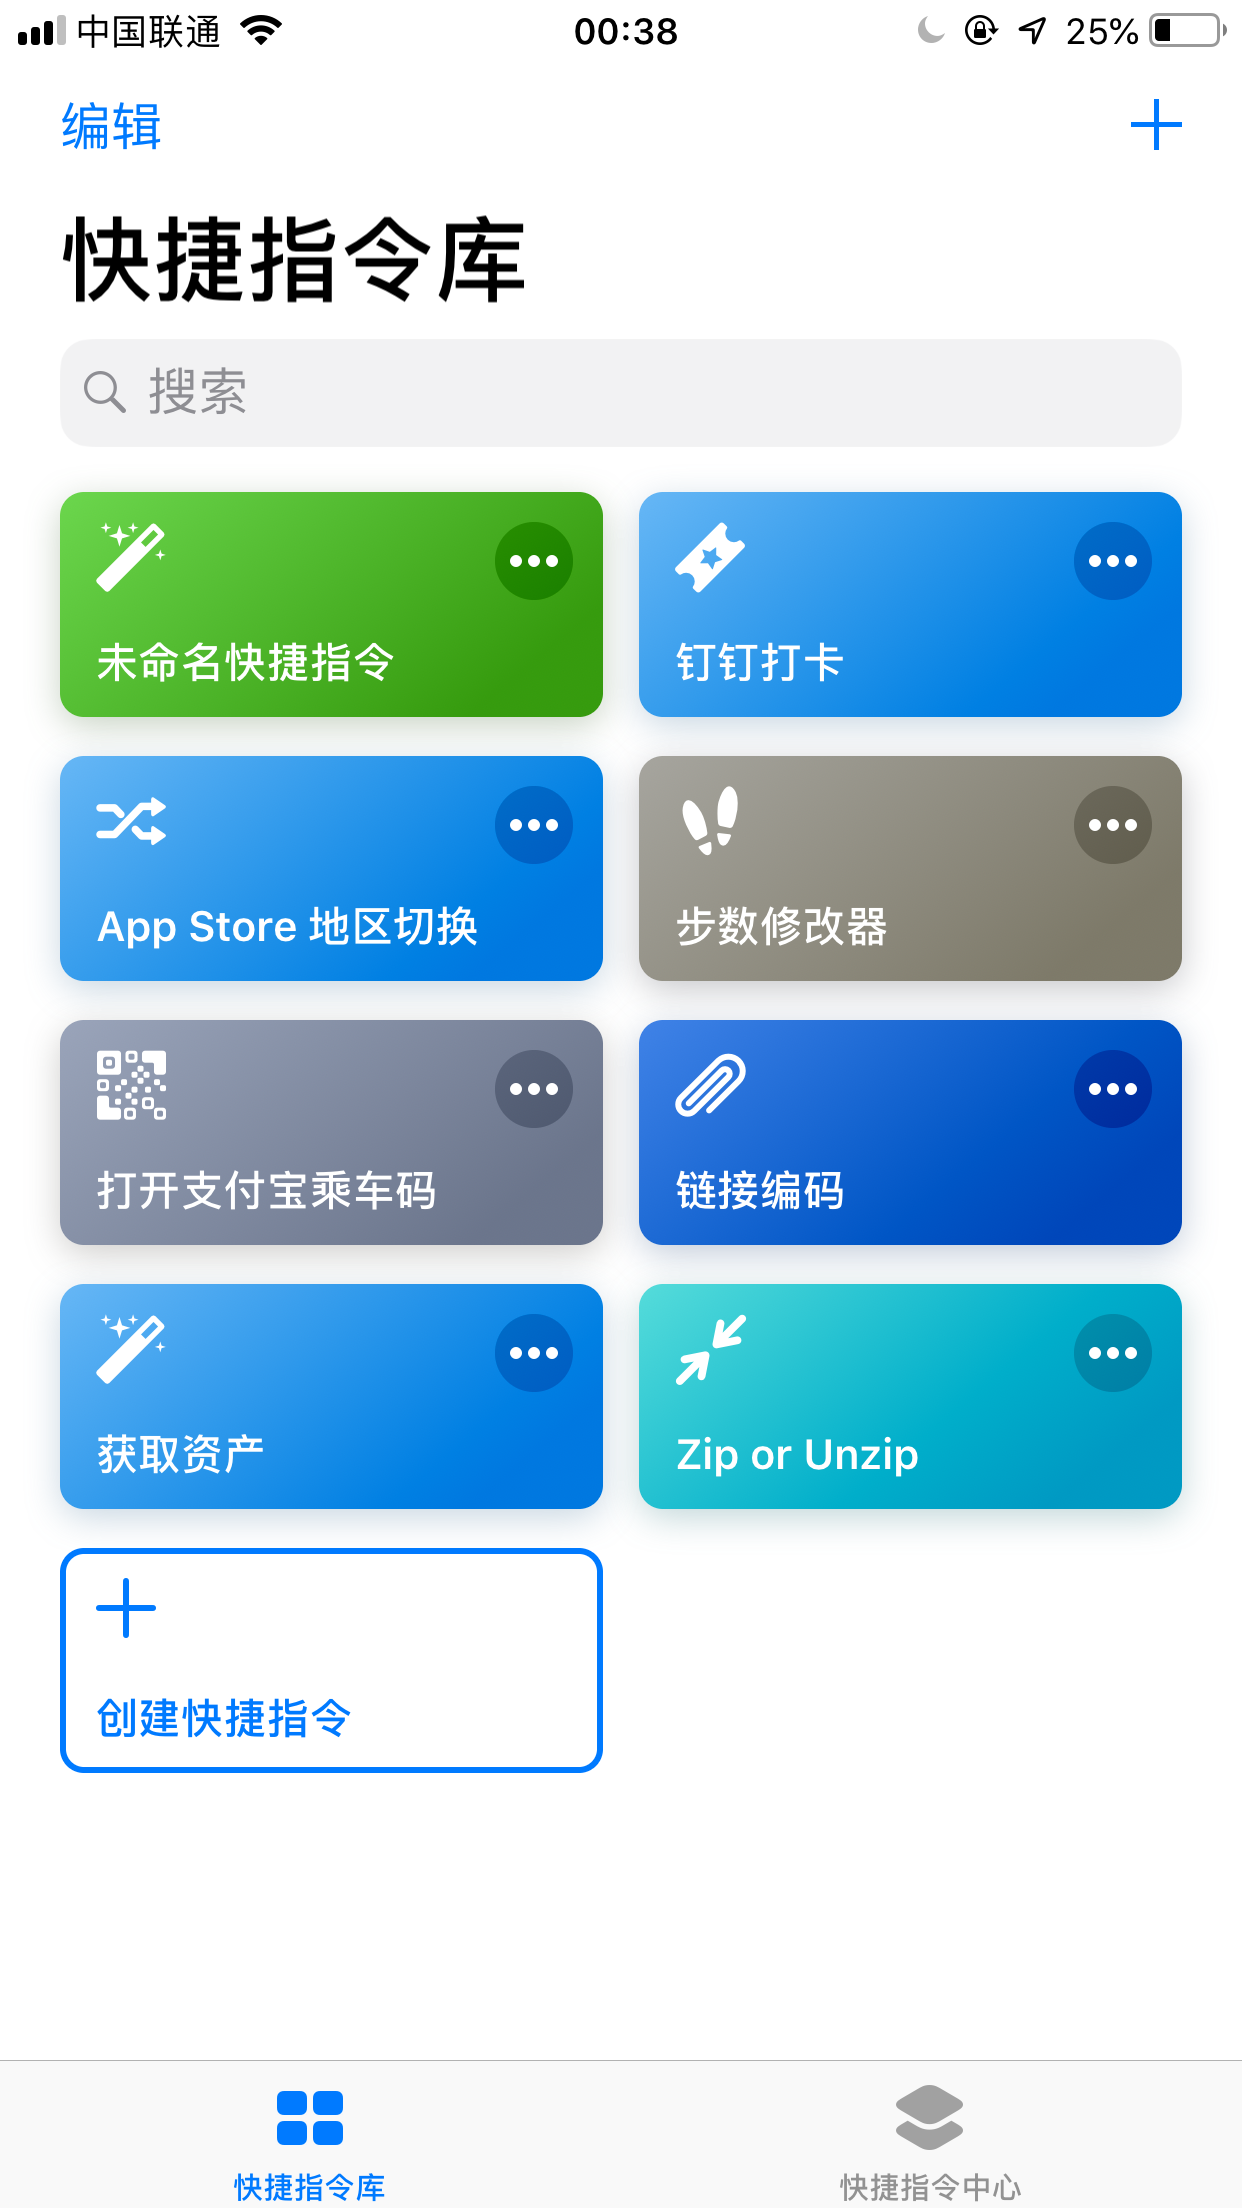 中国联通 00:38 25%
编辑
快捷指令库
搜索
未命名快捷指令 钉钉打卡
App Store 地区切换 步数修改器
打开支付宝乘车码 链接编码
获取资产 Zip or Unzip
创建快捷指令
快捷指令库 快捷指令中心